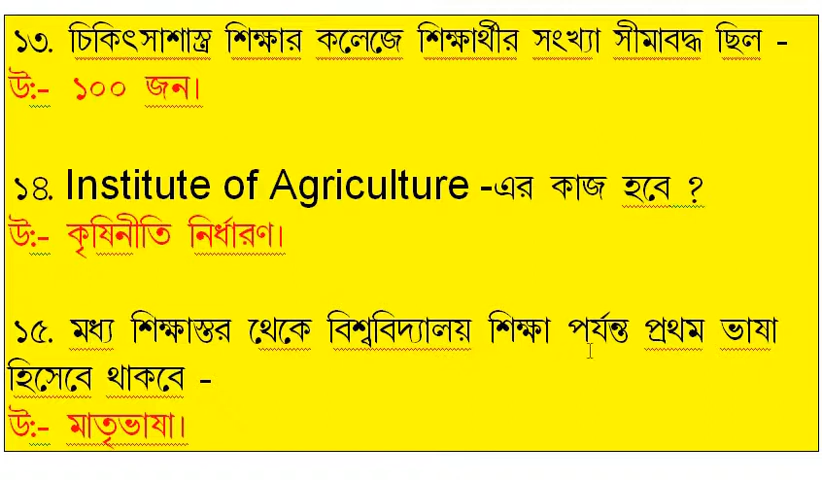 ১৩. চিকিৎসাশাস্ত্র শিক্ষার কলেজে শিক্ষার্থীর সংখ্যা সীমাবদ্ধ ছিল -
উ:- ১০০ জন।
১৪. Institute of Agriculture -এর কাজ হবে ?
উ:- কৃষিনীতি নির্ধারণ।
১৫. মধ্য শিক্ষাস্তর থেকে বিশ্ববিদ্যালয় শিক্ষা পর্যন্ত প্রথম ভাষা
হিসেবে থাকবে -
উ:- মাতৃভাষা।